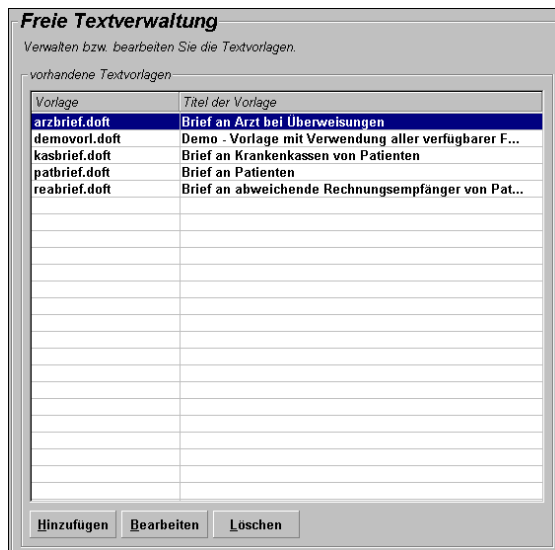 Freie Textverwaltung
Verwalten bzw. bearbeiten Sie die Textvorlagen.
vorhandene Textvorlagen
Vorlage Titel der Vorlage
arzbrief.doft Brief an Arzt bei Überweisungen
demovorl.doft Demo - Vorlage mit Verwendung aller verfügbarer F...
kasbrief.doft Brief an Krankenkassen von Patienten
patbrief.doft Brief an Patienten
reabrief.doft Brief an abweichende Rechnungsempfänger von Pat...
Hinzufügen Bearbeiten Löschen